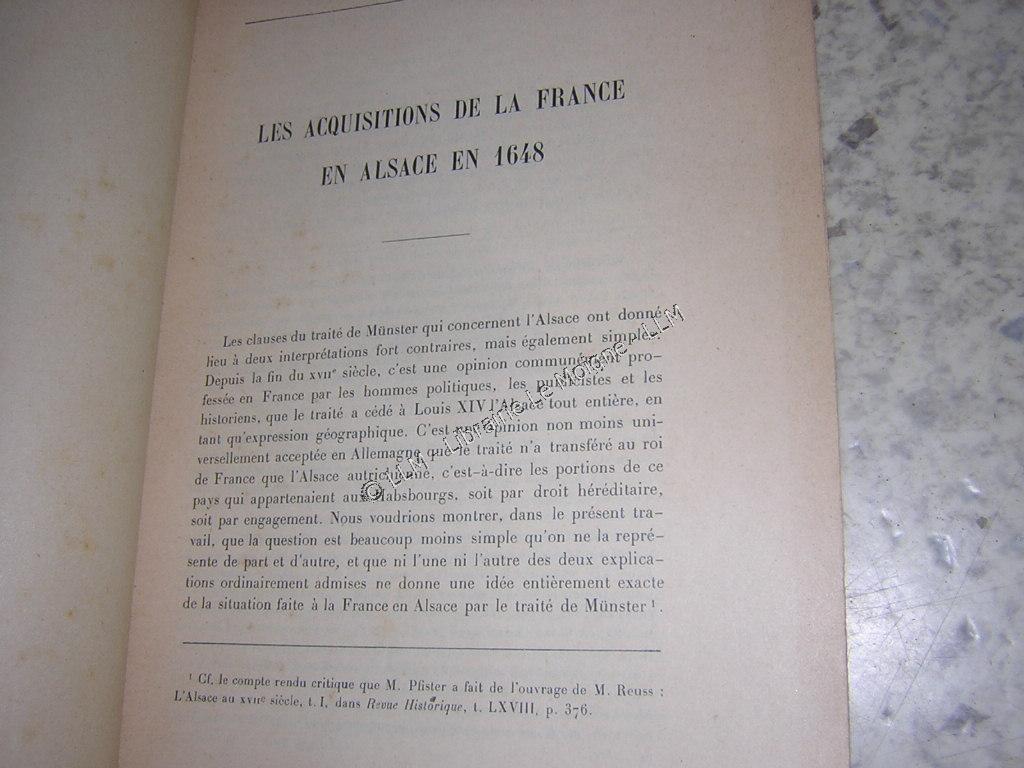 LES ACQUISITIONS DE LA FRANCE
EN ALSACE EN 1648
Les clauses du traité de Münster qui concernent l'Alsace ont donné
lieu à deux interprétations fort contraires, mais également simples.
Depuis la fin du XVIIe siècle, c'est une opinion communément pro-
fessée en France par les hommes politiques, les publicistes et les
historiens, que le traité a cédé à Louis XIV l'Alsace tout entière, en
tant qu'expression géographique. C'est une opinion non moins uni-
versellement acceptée en Allemagne que le traité n'a transféré au roi
de France que l'Alsace autrichienne, c'est-à-dire les portions de ce
pays qui appartenaient aux Habsbourgs, soit par droit héréditaire,
soit par engagement. Nous voudrions montrer, dans le présent tra-
vail, que la question est beaucoup moins simple qu'on ne la repré-
sente de part et d'autre, et que ni l'une ni l'autre des deux explica-
tions ordinairement admises ne donne une idée entièrement exacte
de la situation faite à la France en Alsace par le traité de Münster 1.
1 Cf. le compte rendu critique que M. Pfister a fait de l'ouvrage de M. Reuss :
L'Alsace au XVIIe siècle, t. I, dans Revue Historique, t. LXVIII, p. 376.
© LLM - Librairie Le Moigne - LLM